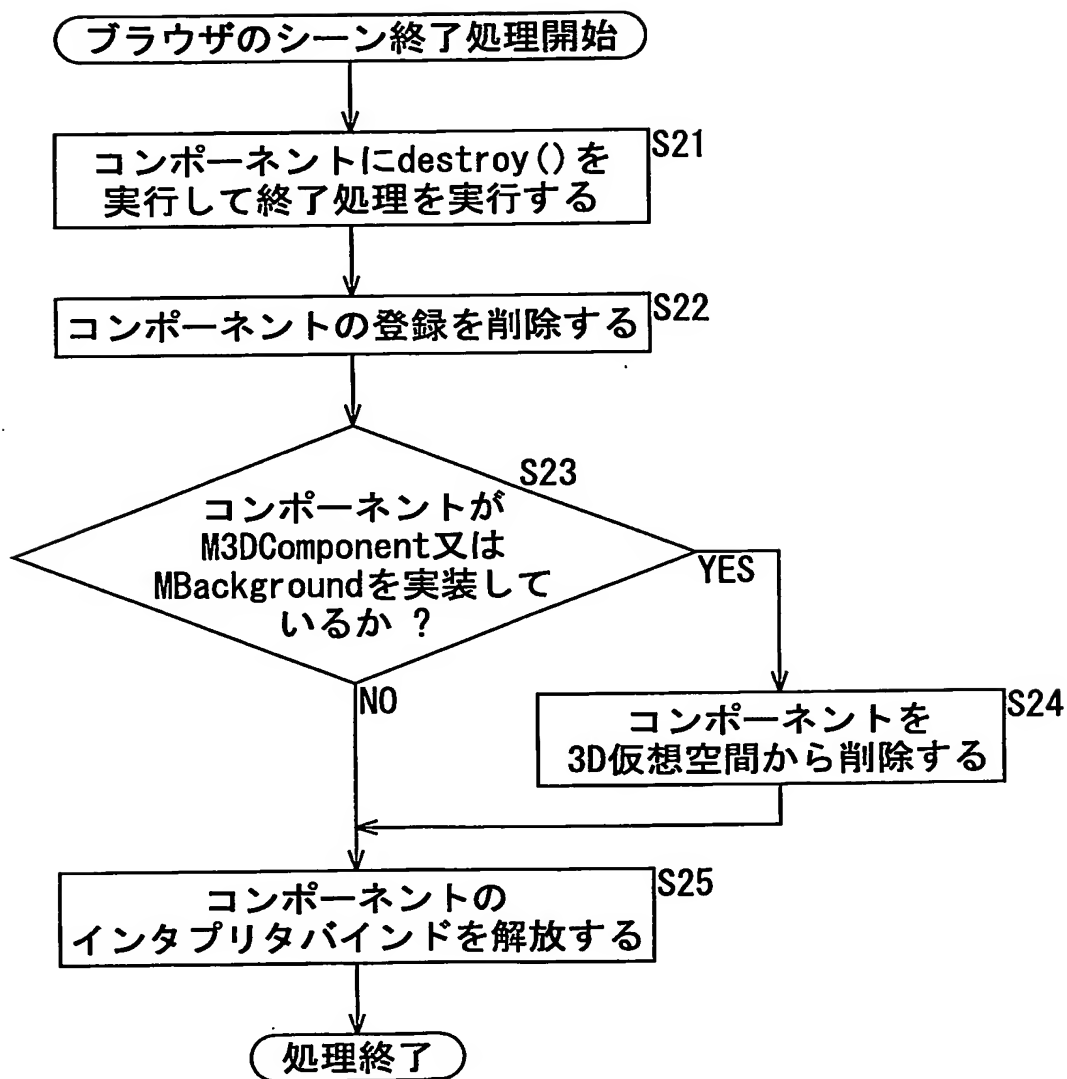 ブラウザのシーン終了処理開始
S21
コンポーネントにdestroy()を
実行して終了処理を実行する
S22
コンポーネントの登録を削除する
S23
コンポーネントが
M3DComponent又は
MBackgroundを実装して
いるか ?
YES
NO
S24
コンポーネントを
3D仮想空間から削除する
S25
コンポーネントの
インタプリタバインドを解放する
処理終了